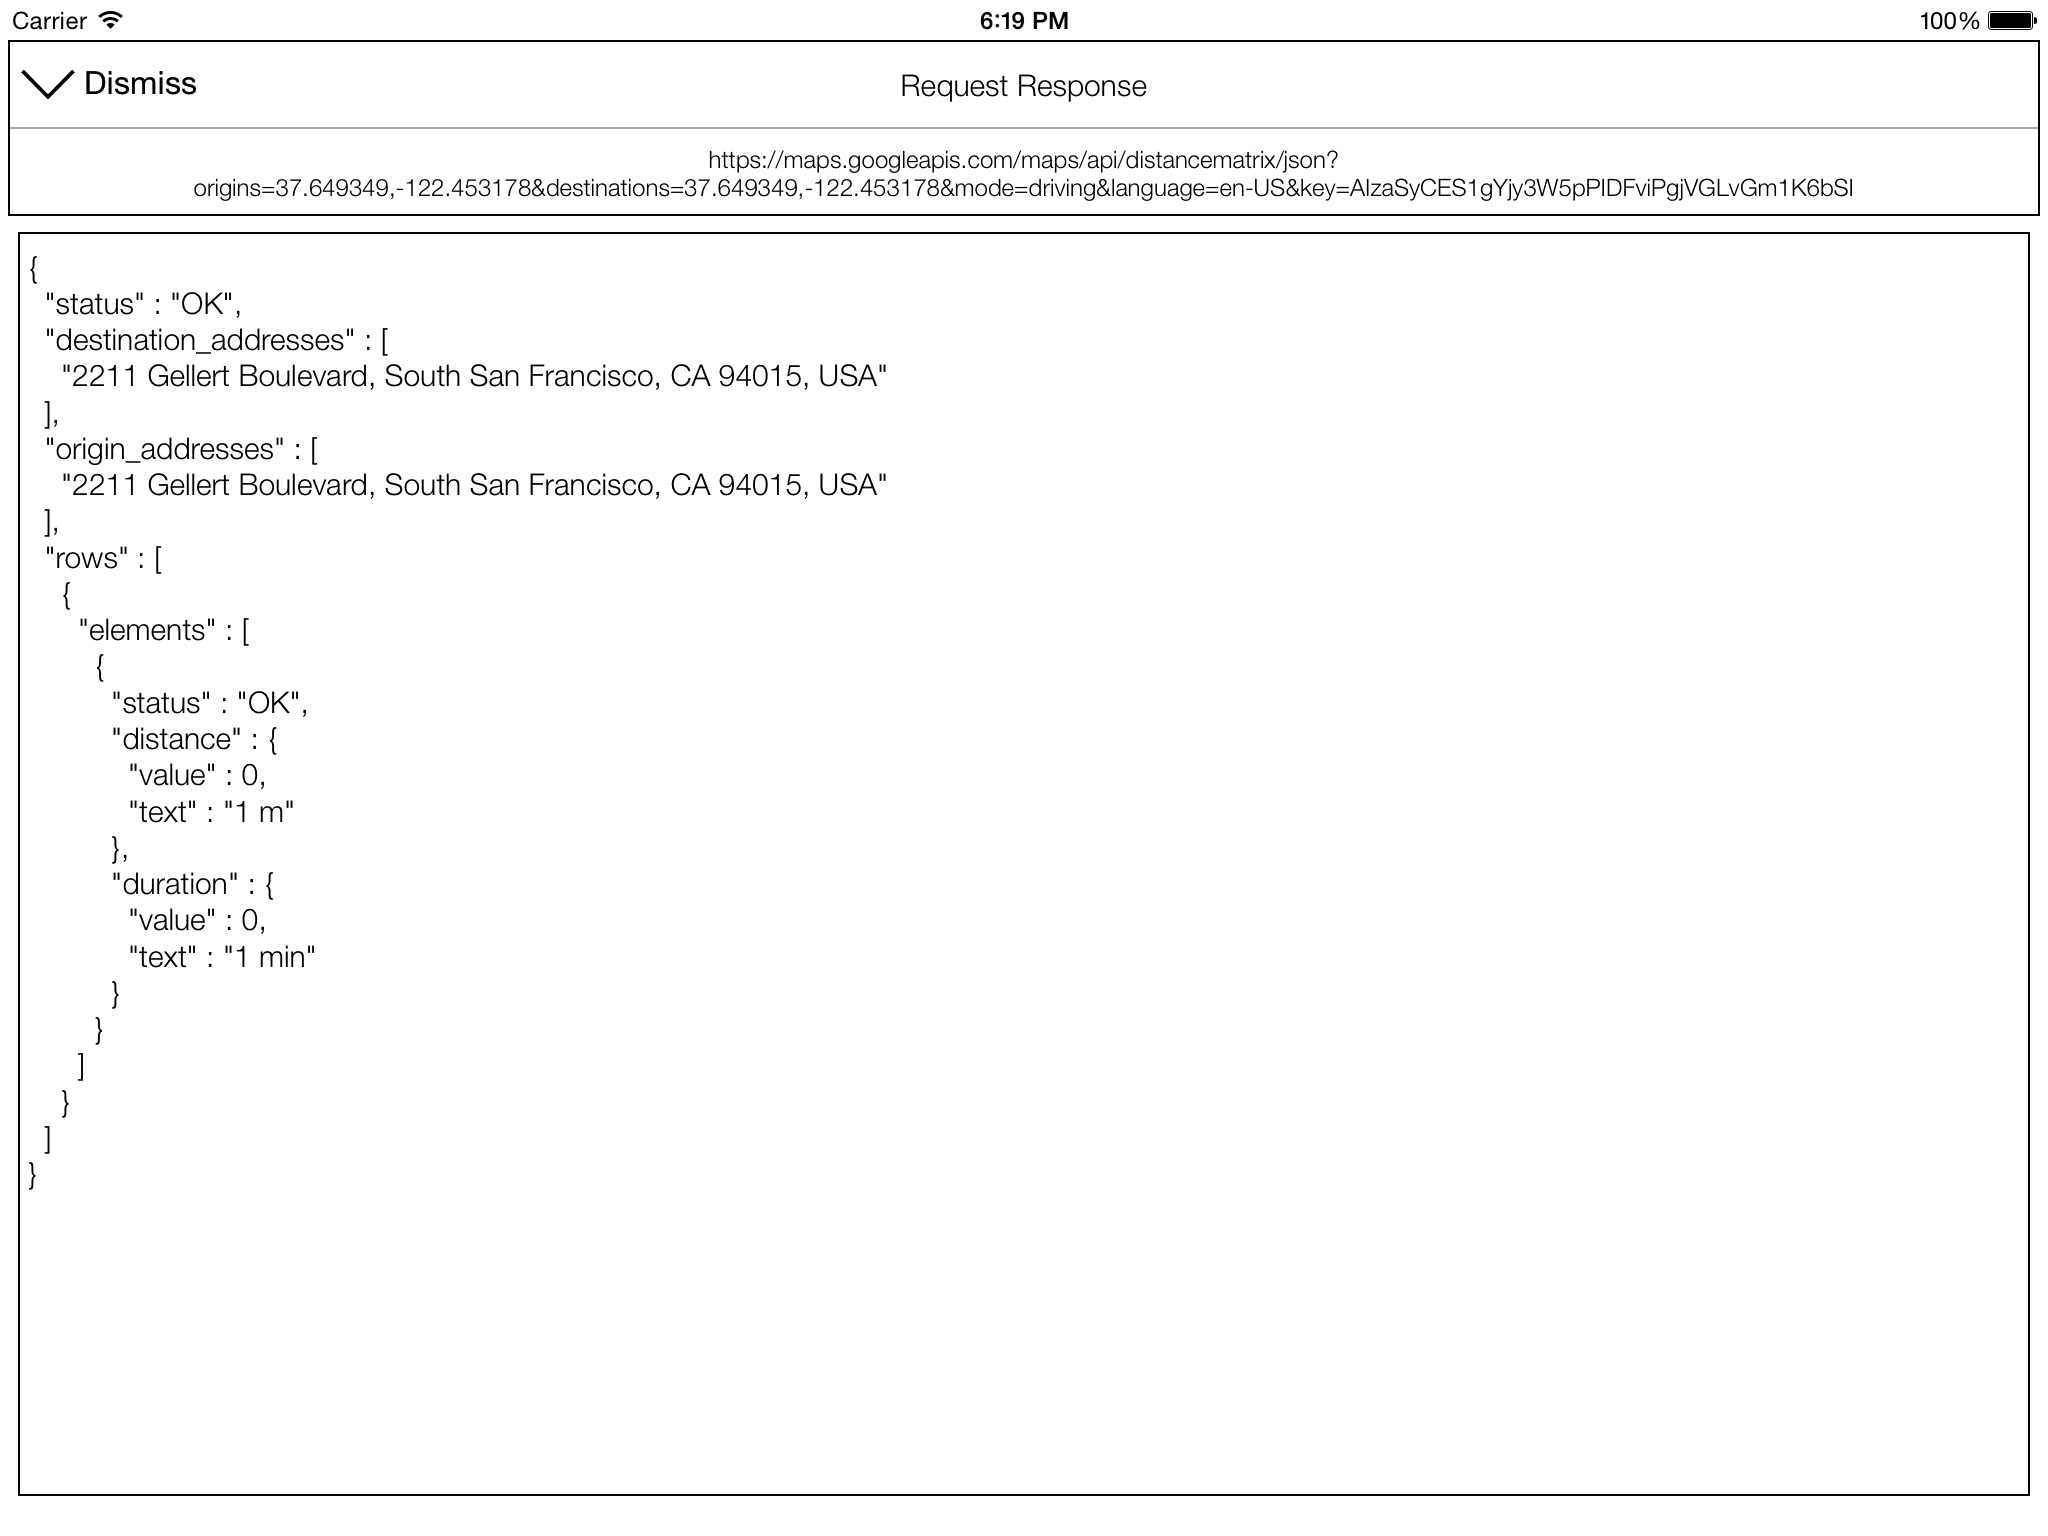 Carrier
6:19 PM
100%
Dismiss
Request Response
https://maps.googleapis.com/maps/api/distancematrix/json?
origins=37.649349,-122.453178&destinations=37.649349,-122.453178&mode=driving&language=en-US&key=AIzaSyCES1gYjy3W5pPIDFviPgjVGLvGm1K6bSI
{
"status" : "OK",
"destination_addresses" : [
"2211 Gellert Boulevard, South San Francisco, CA 94015, USA"
],
"origin_addresses" : [
"2211 Gellert Boulevard, South San Francisco, CA 94015, USA"
],
"rows" : [
{
"elements" : [
{
"status" : "OK",
"distance" : {
"value" : 0,
"text" : "1 m"
},
"duration" : {
"value" : 0,
"text" : "1 min"
}
}
]
}
]
}